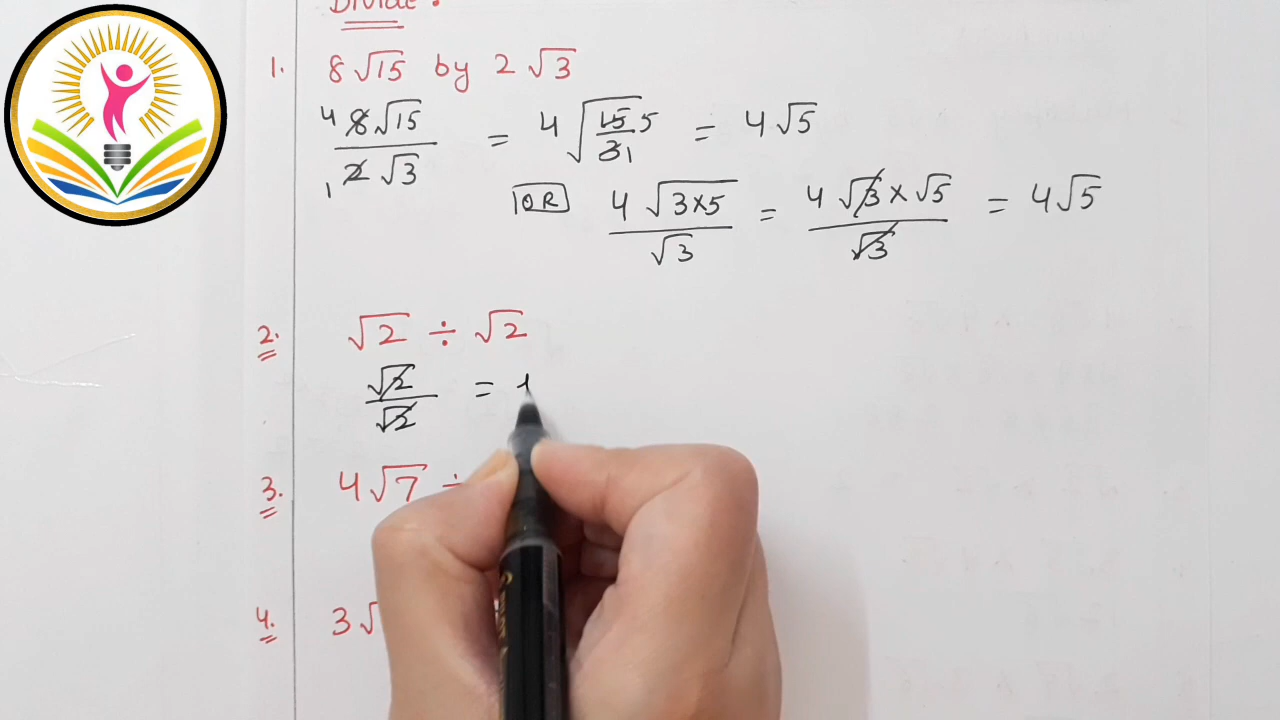 Divide :
1. 8√15 by 2√3
4 8√15 / 1 2√3 = 4√(15 5 / 3 1) = 4√5
OR 4√(3×5) / √3 = 4√3×√5 / √3 = 4√5
2. √2 ÷ √2
√2 / √2 = 1
3. 4√7 ÷
4. 3√